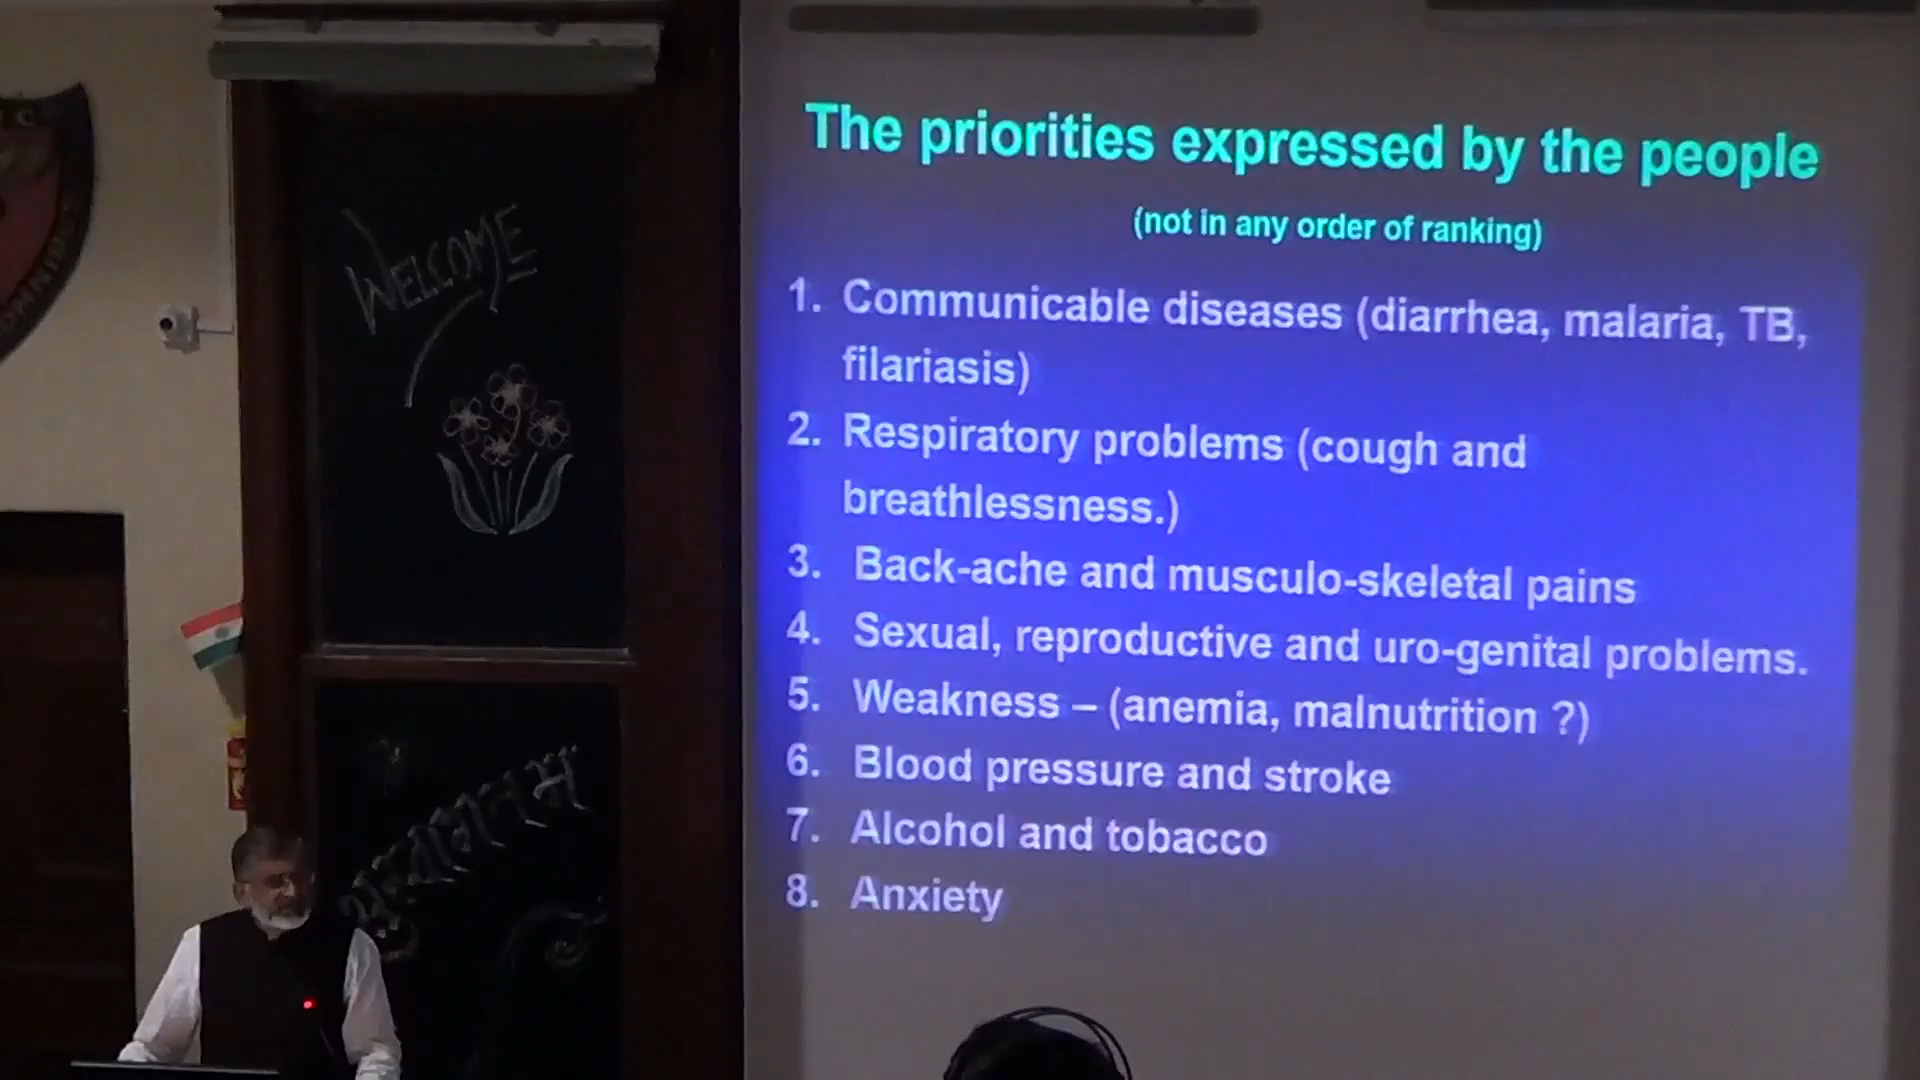 OMNIBUS
WELCOME
सुस्वागतम
The priorities expressed by the people
(not in any order of ranking)
1. Communicable diseases (diarrhea, malaria, TB,
filariasis)
2. Respiratory problems (cough and
breathlessness.)
3. Back-ache and musculo-skeletal pains
4. Sexual, reproductive and uro-genital problems.
5. Weakness – (anemia, malnutrition ?)
6. Blood pressure and stroke
7. Alcohol and tobacco
8. Anxiety